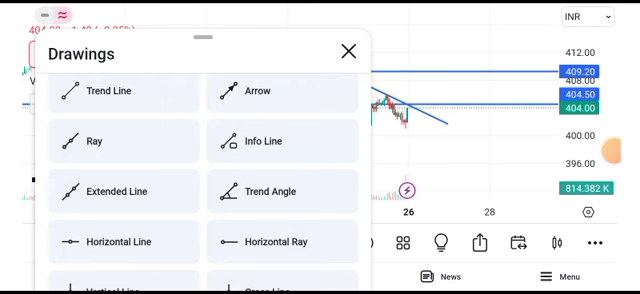 INR
Drawings
412.00
409.20
408.00
404.50
404.00
400.00
396.00
814.382 K
Trend Line
Arrow
Ray
Info Line
Extended Line
Trend Angle
Horizontal Line
Horizontal Ray
26
28
News
Menu